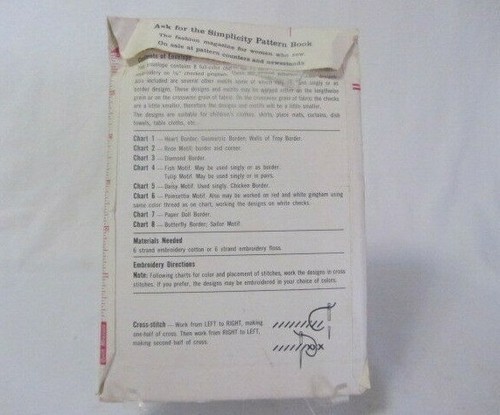 Ask for the Simplicity Pattern Book
The fashion magazine for women who sew.
On sale at pattern counters and newsstands
Contents of Envelope
border designs. These designs and motifs may be worked either on the lengthwise
grain or on the crosswise grain of fabric. On the crosswise grain the checks
are a little smaller, therefore the designs and motifs will be a little smaller.
The designs are suitable for children's clothes, skirts, place mats, curtains, dish
towels, table cloths, etc.
Chart 1 — Heart Border; Geometric Border; Walls of Troy Border.
Chart 2 — Rose Motif; border and corner.
Chart 3 — Diamond Border.
Chart 4 — Fish Motif. May be used singly or as border.
Tulip Motif. May be used singly or in pairs.
Chart 5 — Daisy Motif. Used singly. Chicken Border.
Chart 6 — Poinsettia Motif. Also may be worked on red and white gingham using
same color thread as on chart, working the designs on white checks.
Chart 7 — Paper Doll Border.
Chart 8 — Butterfly Border; Sailor Motif.
Materials Needed
6 strand embroidery cotton or 6 strand embroidery floss.
Embroidery Directions
Note: Following charts for color and placement of stitches, work the designs in cross
stitches. If you prefer, the designs may be embroidered in your choice of colors.
Cross-stitch — Work from LEFT to RIGHT, making
one-half of cross. Then work from RIGHT to LEFT,
making second half of cross.